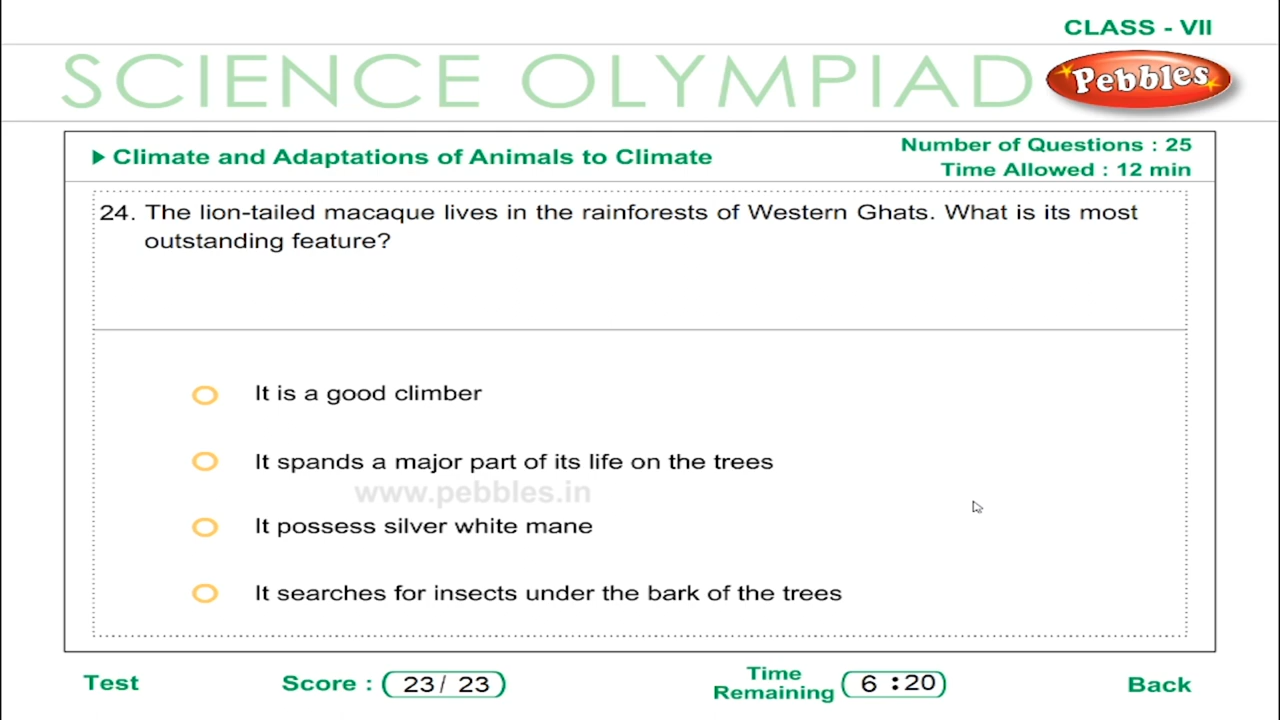 CLASS - VII
SCIENCE OLYMPIAD
Pebbles
Climate and Adaptations of Animals to Climate
Number of Questions : 25
Time Allowed : 12 min
24. The lion-tailed macaque lives in the rainforests of Western Ghats. What is its most
outstanding feature?
It is a good climber
It spands a major part of its life on the trees
www.pebbles.in
It possess silver white mane
It searches for insects under the bark of the trees
Test
Score : 23/ 23
Time
Remaining
6 : 20
Back